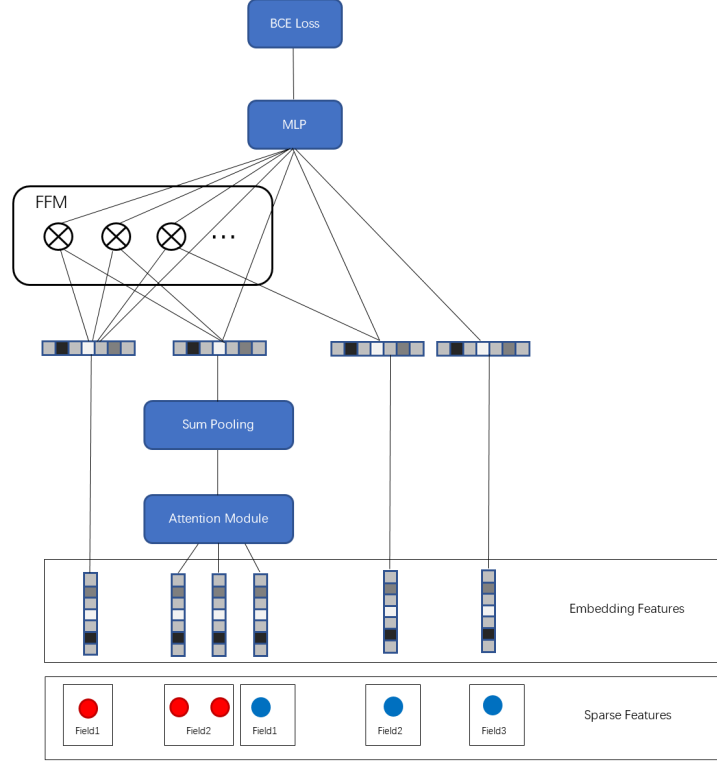 BCE Loss
MLP
FFM
...
Sum Pooling
Attention Module
Embedding Features
Sparse Features
Field1
Field2
Field1
Field2
Field3